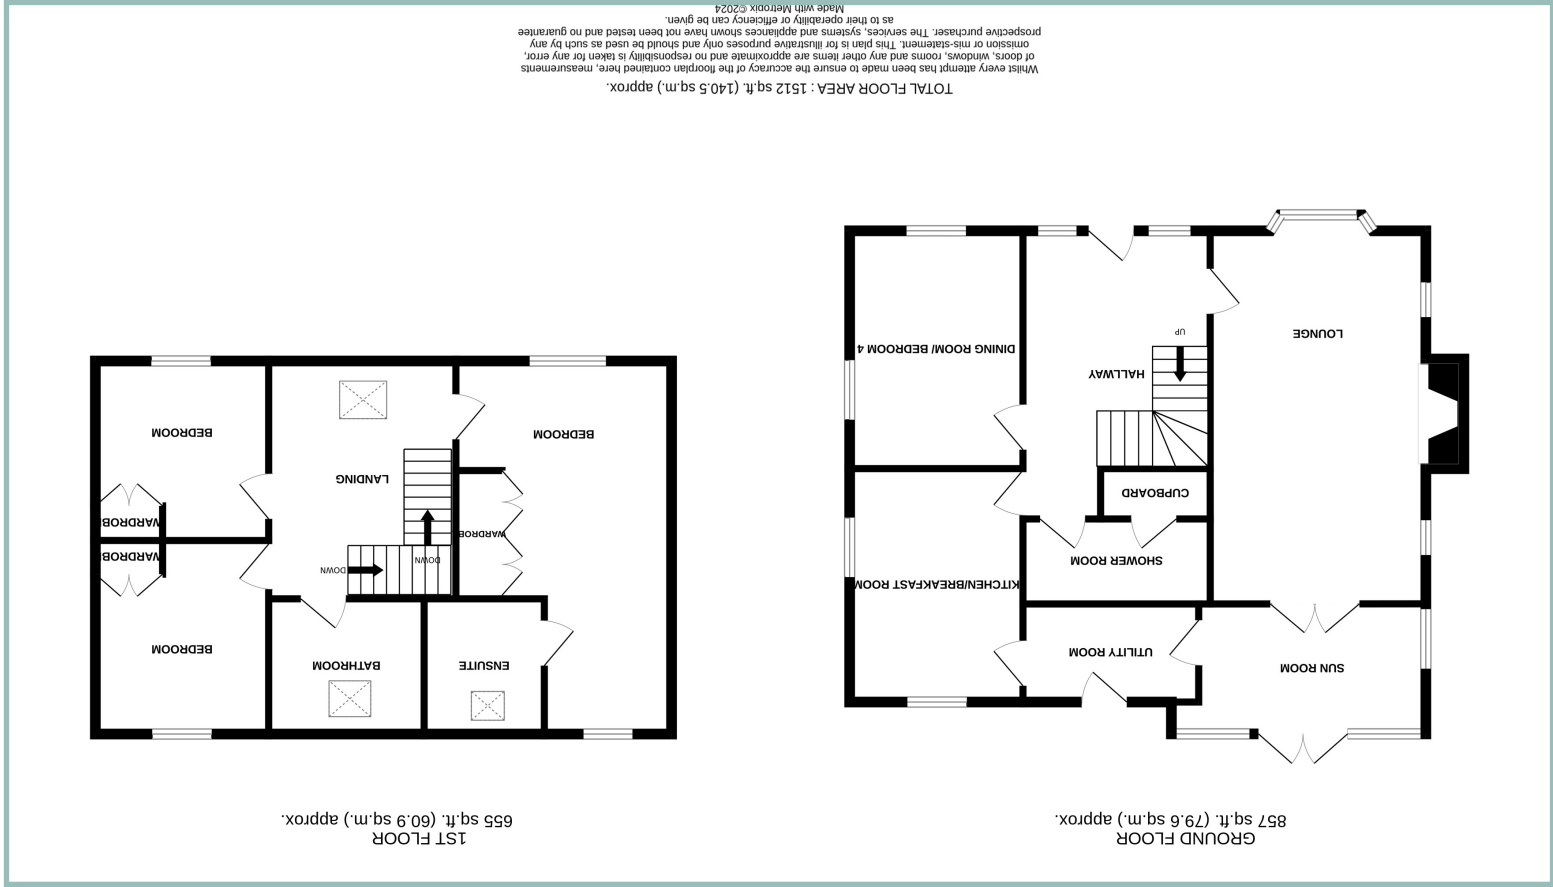 GROUND FLOOR
857 sq.ft. (79.6 sq.m.) approx.
SUN ROOM
UTILITY ROOM
KITCHEN/BREAKFAST ROOM
SHOWER ROOM
CUPBOARD
HALLWAY
DINING ROOM/ BEDROOM 4
LOUNGE
UP
1ST FLOOR
655 sq.ft. (60.9 sq.m.) approx.
ENSUITE
BATHROOM
BEDROOM
DOWN
DOWN
WARDROB
WARDROB
WARDROB
LANDING
BEDROOM
BEDROOM
TOTAL FLOOR AREA : 1512 sq.ft. (140.5 sq.m.) approx.
Whilst every attempt has been made to ensure the accuracy of the floorplan contained here, measurements
of doors, windows, rooms and any other items are approximate and no responsibility is taken for any error,
omission or mis-statement. This plan is for illustrative purposes only and should be used as such by any
prospective purchaser. The services, systems and appliances shown have not been tested and no guarantee
as to their operability or efficiency can be given.
Made with Metropix ©2024